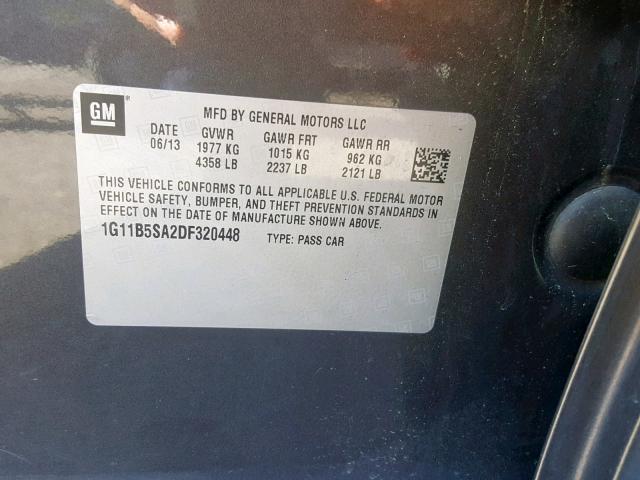 GM
MFD BY GENERAL MOTORS LLC
DATE GVWR GAWR FRT GAWR RR
06/13 1977 KG 1015 KG 962 KG
4358 LB 2237 LB 2121 LB
THIS VEHICLE CONFORMS TO ALL APPLICABLE U.S. FEDERAL MOTOR
VEHICLE SAFETY, BUMPER, AND THEFT PREVENTION STANDARDS IN
EFFECT ON THE DATE OF MANUFACTURE SHOWN ABOVE.
1G11B5SA2DF320448 TYPE: PASS CAR